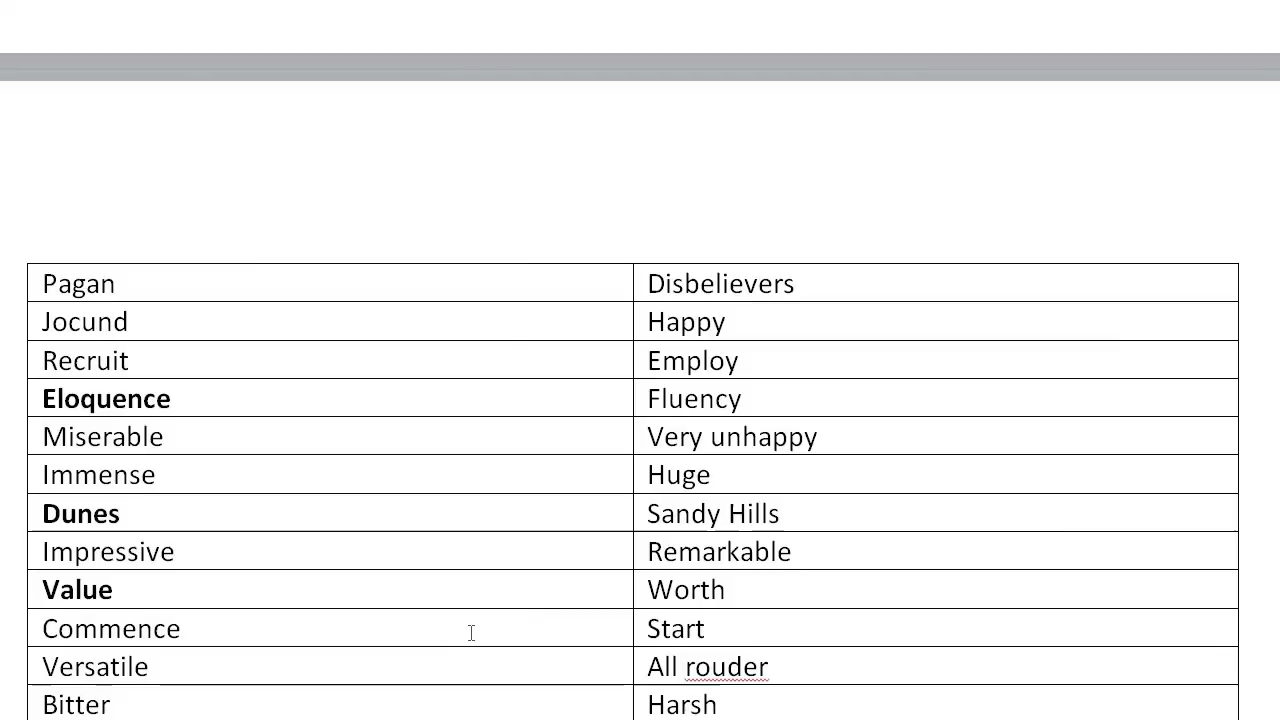 Pagan Disbelievers
Jocund Happy
Recruit Employ
Eloquence Fluency
Miserable Very unhappy
Immense Huge
Dunes Sandy Hills
Impressive Remarkable
Value Worth
Commence Start
Versatile All rouder
Bitter Harsh